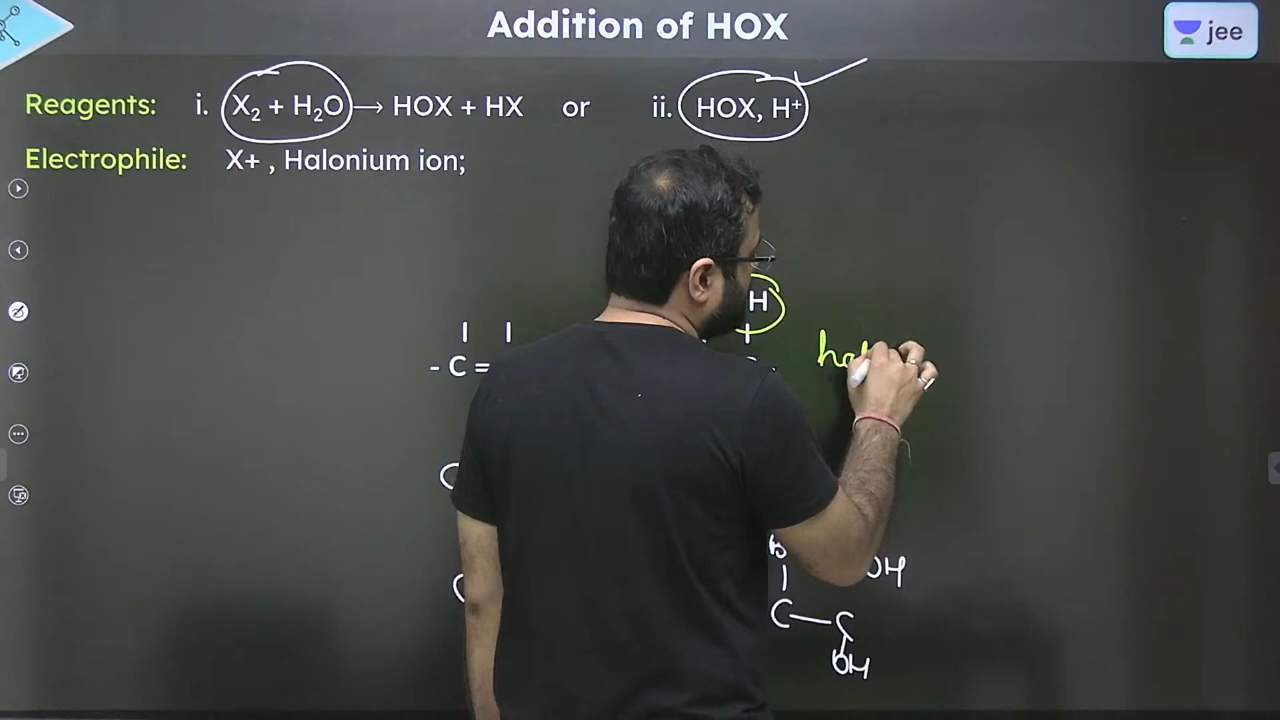 Addition of HOX
jee
Reagents: i. X₂ + H₂O → HOX + HX or ii. HOX, H⁺
Electrophile: X+ , Halonium ion;
H
- C =
OH
C — C
OH